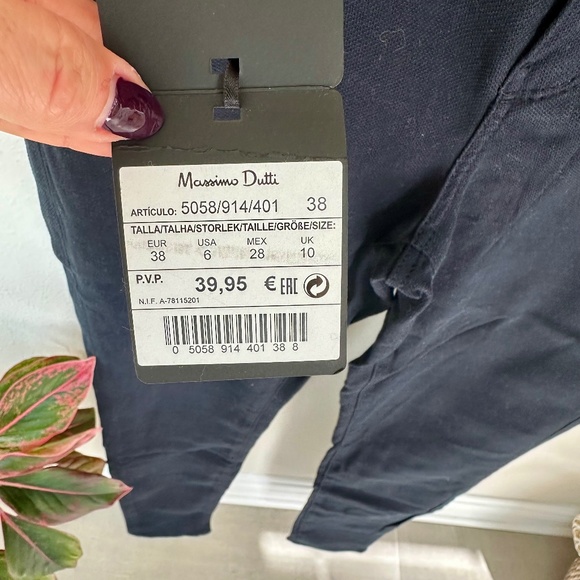 Massimo Dutti
ARTÍCULO: 5058/914/401 38
TALLA/TALHA/STORLEK/TAILLE/GRÖßE/SIZE:
EUR USA MEX UK
38 6 28 10
P.V.P. 39,95 € EAC
N.I.F. A-78115201
0 5058 914 401 38 8